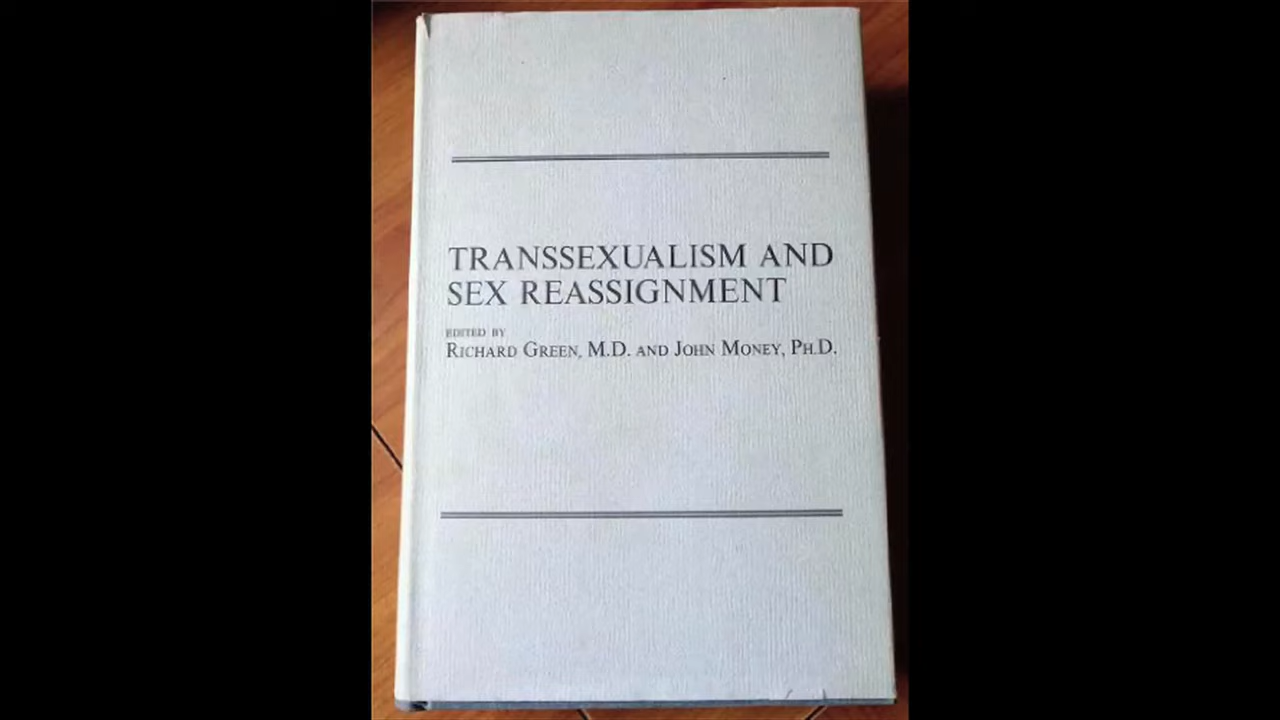 TRANSSEXUALISM AND
SEX REASSIGNMENT
EDITED BY
RICHARD GREEN, M.D. AND JOHN MONEY, PH.D.